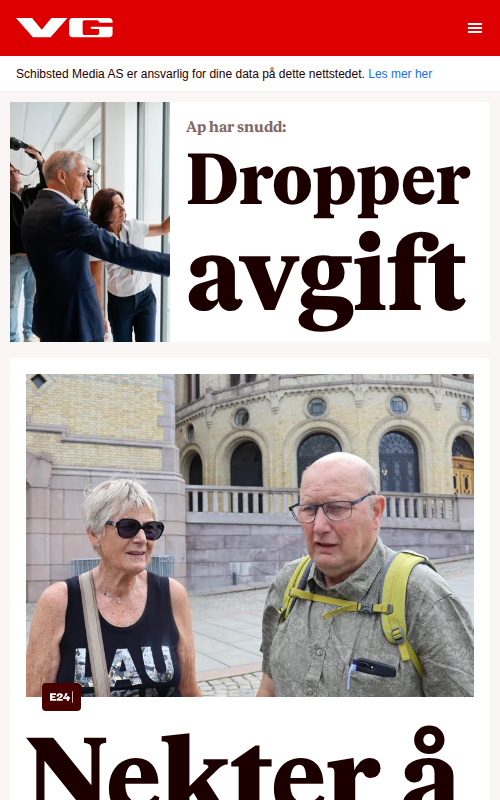 VG
Schibsted Media AS er ansvarlig for dine data på dette nettstedet. Les mer her
Ap har snudd:
Dropper
avgift
LAU
E24
Nekter å